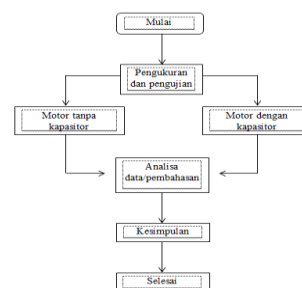 Mulai
Pengukuran
dan pengujian
Motor tanpa
kapasitor
Motor dengan
kapasitor
Analisa
data/pembahasan
Kesimpulan
Selesai